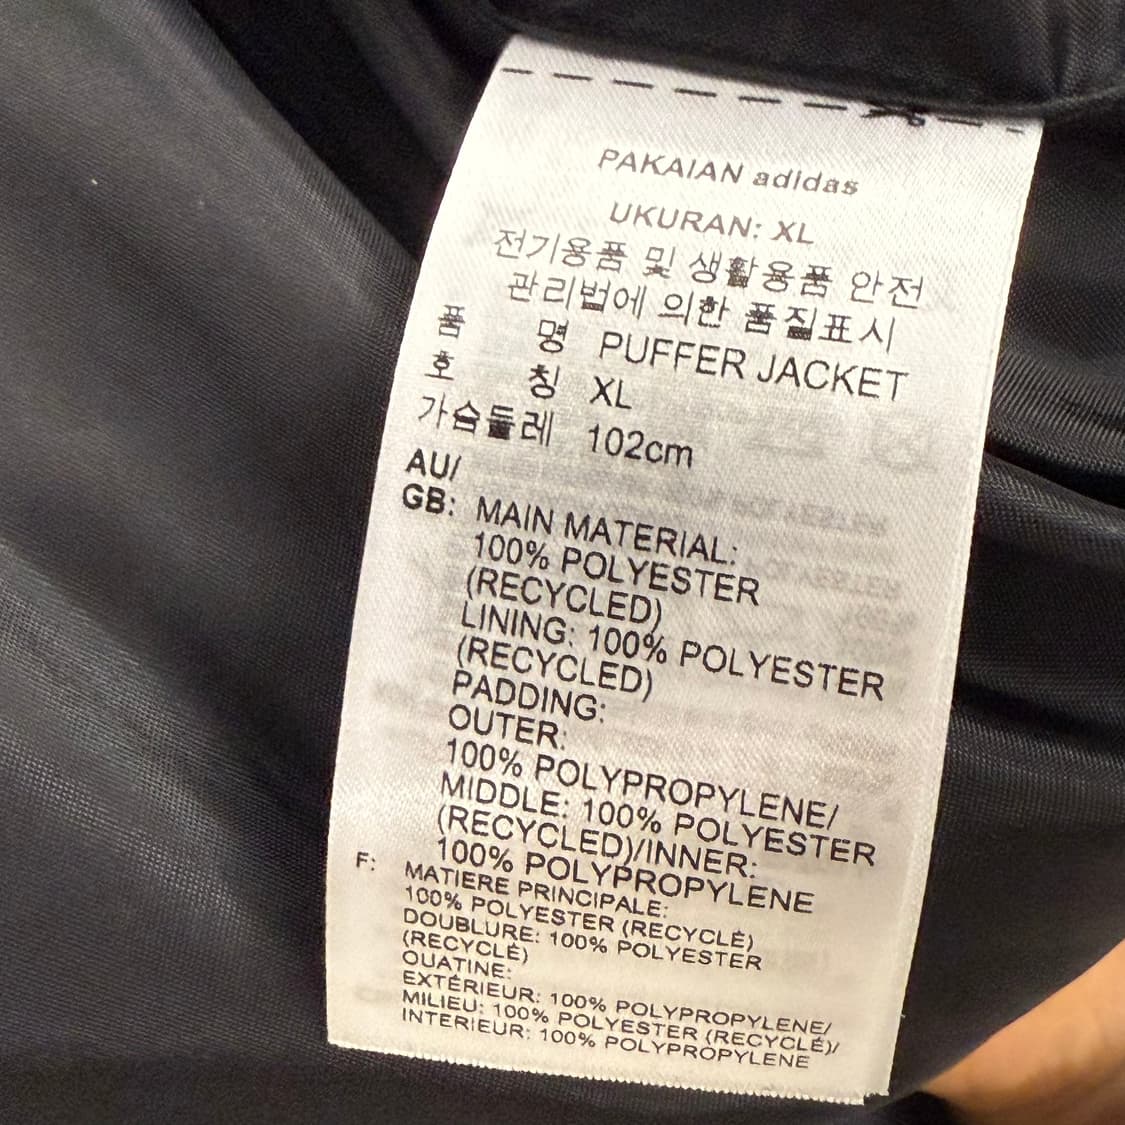 PAKAIAN adidas
UKURAN: XL
전기용품 및 생활용품 안전
관리법에 의한 품질표시
품 명 PUFFER JACKET
호 칭 XL
가슴둘레 102cm
AU/
GB: MAIN MATERIAL:
100% POLYESTER
(RECYCLED)
LINING: 100% POLYESTER
(RECYCLED)
PADDING:
OUTER:
100% POLYPROPYLENE/
MIDDLE: 100% POLYESTER
(RECYCLED)/INNER:
100% POLYPROPYLENE
F: MATIERE PRINCIPALE:
100% POLYESTER (RECYCLÉ)
DOUBLURE: 100% POLYESTER
(RECYCLÉ)
OUATINE:
EXTÉRIEUR: 100% POLYPROPYLENE/
MILIEU: 100% POLYESTER (RECYCLÉ)/
INTERIEUR: 100% POLYPROPYLENE